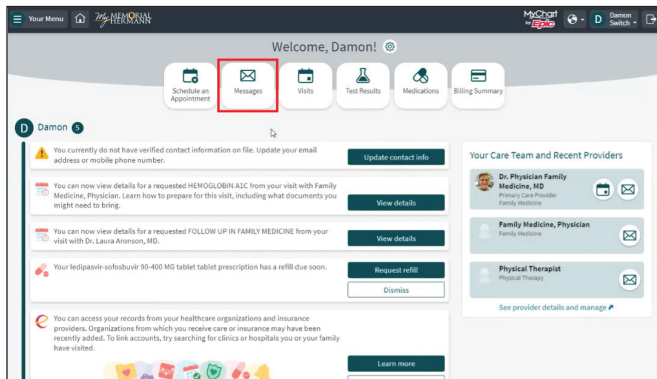 Your Menu
My MEMORIAL
HERMANN
MyChart
by Epic
D
Damon
Switch
Welcome, Damon!
Schedule an
Appointment
Messages
Visits
Test Results
Medications
Billing Summary
D Damon 5
You currently do not have verified contact information on file. Update your email
address or mobile phone number.
Update contact info
You can now view details for a requested HEMOGLOBIN A1C from your visit with Family
Medicine, Physician. Learn how to prepare for this visit, including what documents you
might need to bring.
View details
You can now view details for a requested FOLLOW UP IN FAMILY MEDICINE from your
visit with Dr. Laura Aronson, MD.
View details
Your ledipasvir-sofosbuvir 90-400 MG tablet tablet prescription has a refill due soon.
Request refill
Dismiss
You can access your records from your healthcare organizations and insurance
providers. Organizations from which you receive care or insurance may have been
recently added. To link accounts, try searching for clinics or hospitals you or your family
have visited.
Learn more
Your Care Team and Recent Providers
Dr. Physician Family
Medicine, MD
Primary Care Provider
Family Medicine
Family Medicine, Physician
Family Medicine
Physical Therapist
Physical Therapy
See provider details and manage